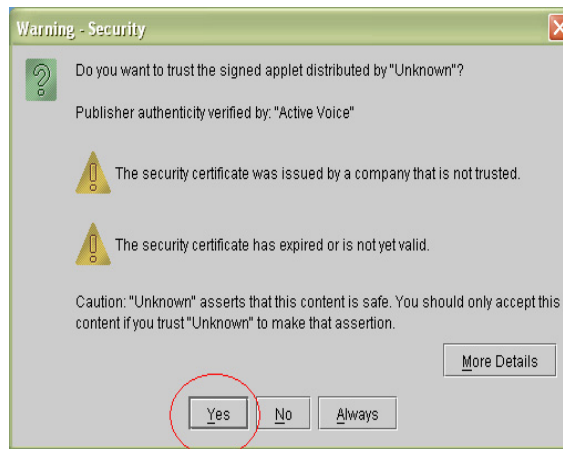 Warning - Security
Do you want to trust the signed applet distributed by "Unknown"?
Publisher authenticity verified by: "Active Voice"
The security certificate was issued by a company that is not trusted.
The security certificate has expired or is not yet valid.
Caution: "Unknown" asserts that this content is safe. You should only accept this
content if you trust "Unknown" to make that assertion.
More Details
Yes No Always